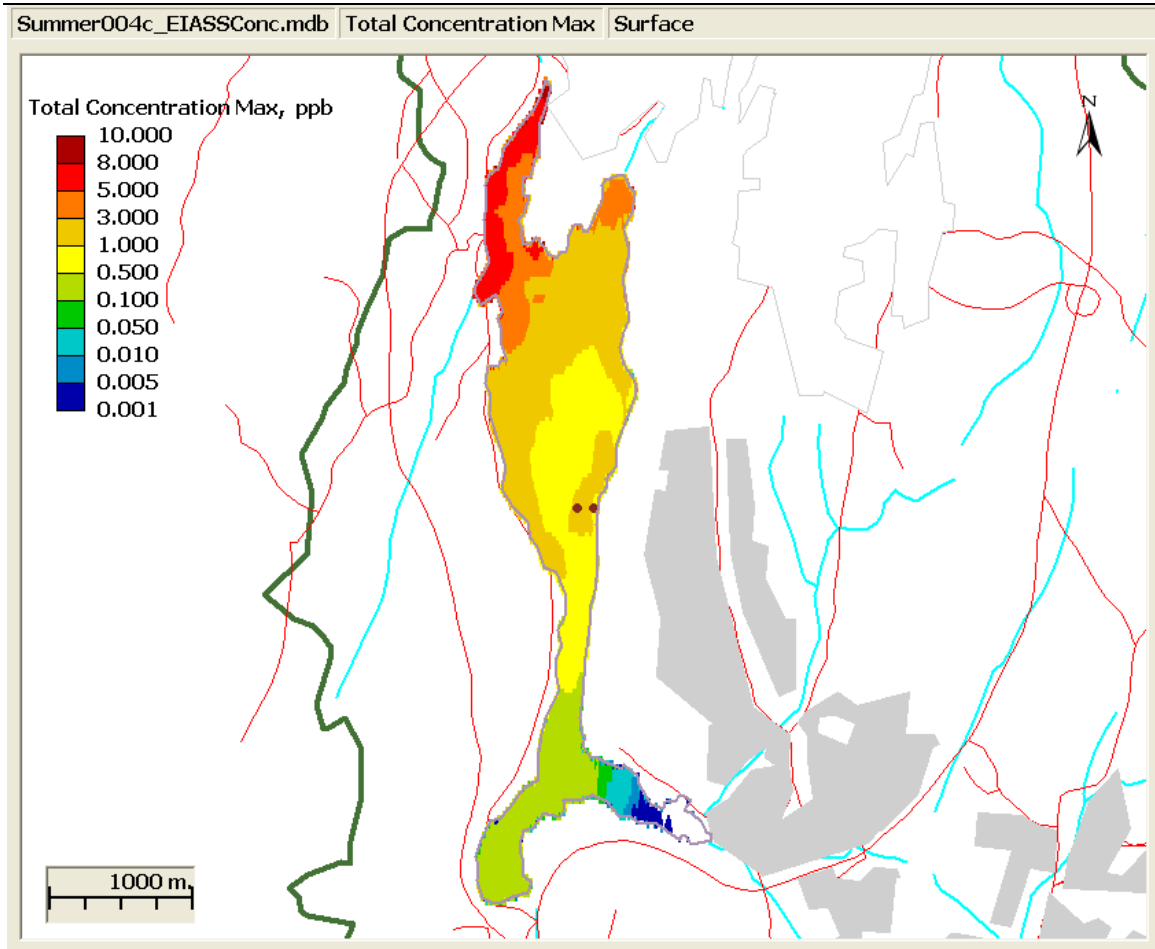 Summer004c_EIASSConc.mdb Total Concentration Max Surface
Total Concentration Max, ppb
10.000
8.000
5.000
3.000
1.000
0.500
0.100
0.050
0.010
0.005
0.001
N
1000 m